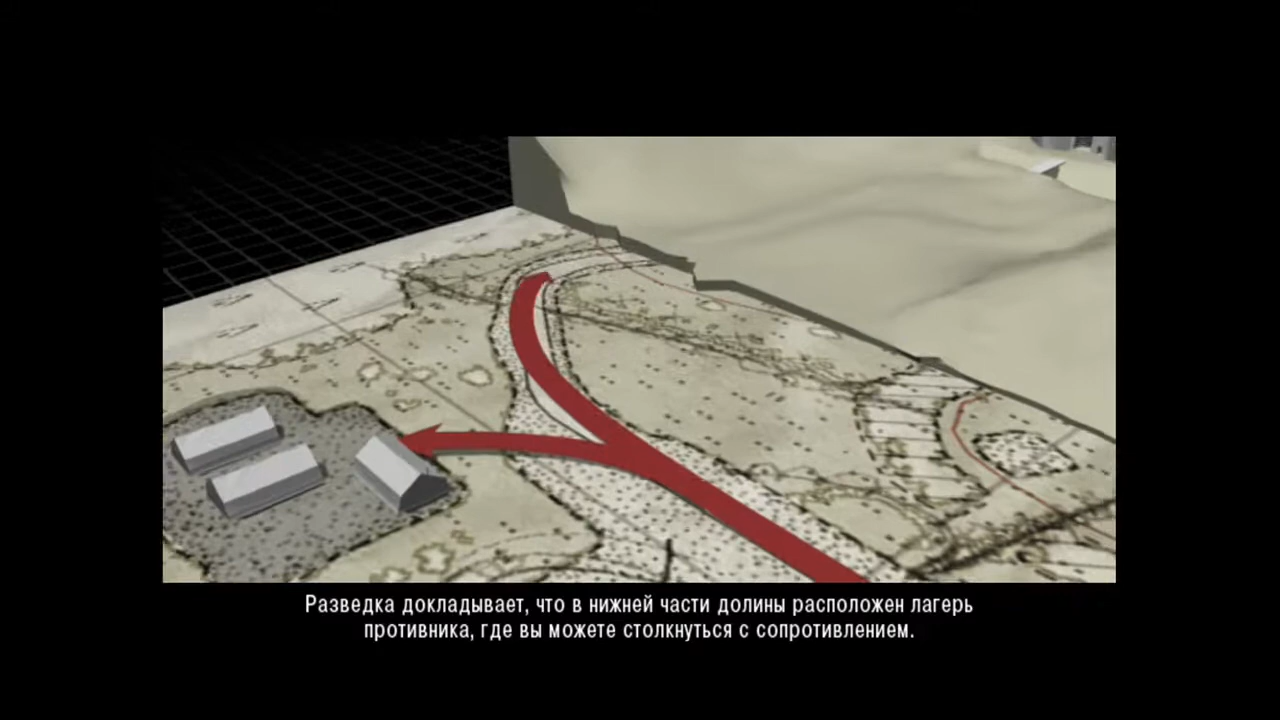 Разведка докладывает, что в нижней части долины расположен лагерь
противника, где вы можете столкнуться с сопротивлением.